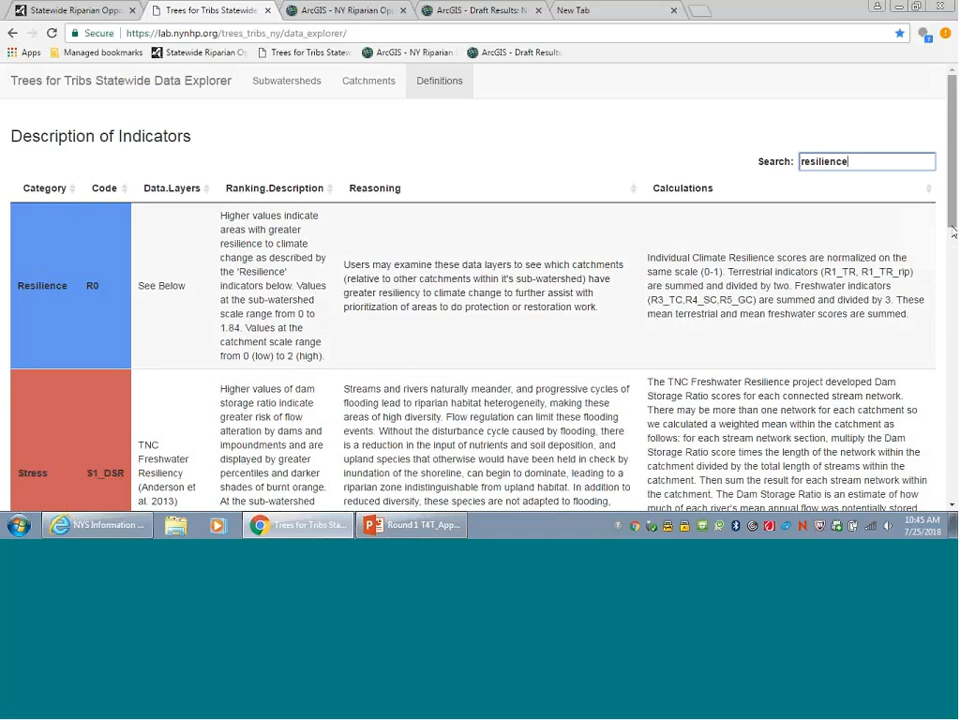 Statewide Riparian Oppo
Trees for Tribs Statewide
ArcGIS - NY Riparian Op
ArcGIS - Draft Results: N
New Tab
Secure
https://lab.nynhp.org/trees_tribs_ny/data_explorer/
Apps
Managed bookmarks
Statewide Riparian O
Trees for Tribs Statew
ArcGIS - NY Riparian
ArcGIS - Draft Results
Trees for Tribs Statewide Data Explorer
Subwatersheds
Catchments
Definitions
Description of Indicators
Search: resilience
Category Code Data.Layers Ranking.Description Reasoning Calculations
Resilience
R0
See Below
Higher values indicate
areas with greater
resilience to climate
change as described by
the 'Resilience'
indicators below. Values
at the sub-watershed
scale range from 0 to
1.84. Values at the
catchment scale range
from 0 (low) to 2 (high).
Users may examine these data layers to see which catchments
(relative to other catchments within it's sub-watershed) have
greater resiliency to climate change to further assist with
prioritization of areas to do protection or restoration work.
Individual Climate Resilience scores are normalized on the
same scale (0-1). Terrestrial indicators (R1_TR, R1_TR_rip)
are summed and divided by two. Freshwater indicators
(R3_TC,R4_SC,R5_GC) are summed and divided by 3. These
mean terrestrial and mean freshwater scores are summed.
Stress
S1_DSR
TNC
Freshwater
Resiliency
(Anderson et
al. 2013)
Higher values of dam
storage ratio indicate
greater risk of flow
alteration by dams and
impoundments and are
displayed by greater
percentiles and darker
shades of burnt orange.
At the sub-watershed
Streams and rivers naturally meander, and progressive cycles of
flooding lead to riparian habitat heterogeneity, making these
areas of high diversity. Flow regulation can limit these flooding
events. Without the disturbance cycle caused by flooding, there
is a reduction in the input of nutrients and soil deposition, and
upland species that otherwise would have been held in check by
inundation of the shoreline, can begin to dominate, leading to a
riparian zone indistinguishable from upland habitat. In addition to
reduced diversity, these species are not adapted to flooding,
The TNC Freshwater Resilience project developed Dam
Storage Ratio scores for each connected stream network.
There may be more than one network for each catchment so
we calculated a weighted mean within the catchment as
follows: for each stream network section, multiply the Dam
Storage Ratio score times the length of the network within the
catchment divided by the total length of streams within the
catchment. Then sum the result for each stream network within
the catchment. The Dam Storage Ratio is an estimate of how
much of each river's mean annual flow was potentially stored
NYS Information ...
Trees for Tribs Sta...
Round1 T4T_App...
10:45 AM
7/25/2018